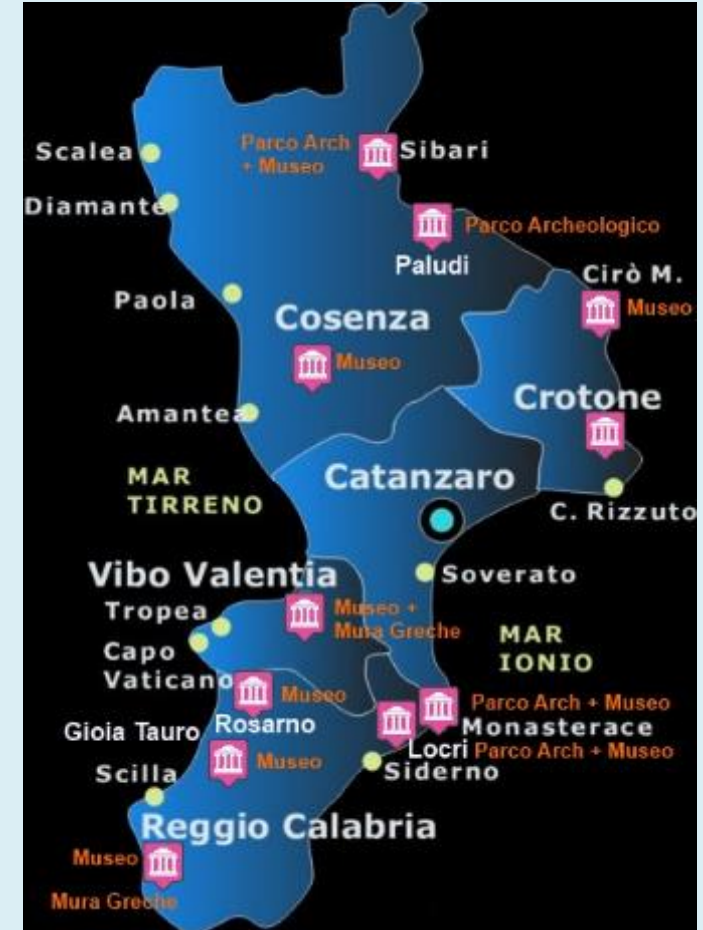 Parco Arch
+ Museo
Sibari
Scalea
Diamante
Parco Archeologico
Paludi
Cirò M.
Museo
Paola
Cosenza
Museo
Crotone
Amantea
Catanzaro
MAR
TIRRENO
C. Rizzuto
Vibo Valentia
Soverato
Tropea
Museo +
Mura Greche
Capo
Vaticano
MAR
IONIO
Museo
Rosarno
Parco Arch + Museo
Monasterace
Gioia Tauro
Locri Parco Arch + Museo
Museo
Siderno
Scilla
Reggio Calabria
Museo
Mura Greche